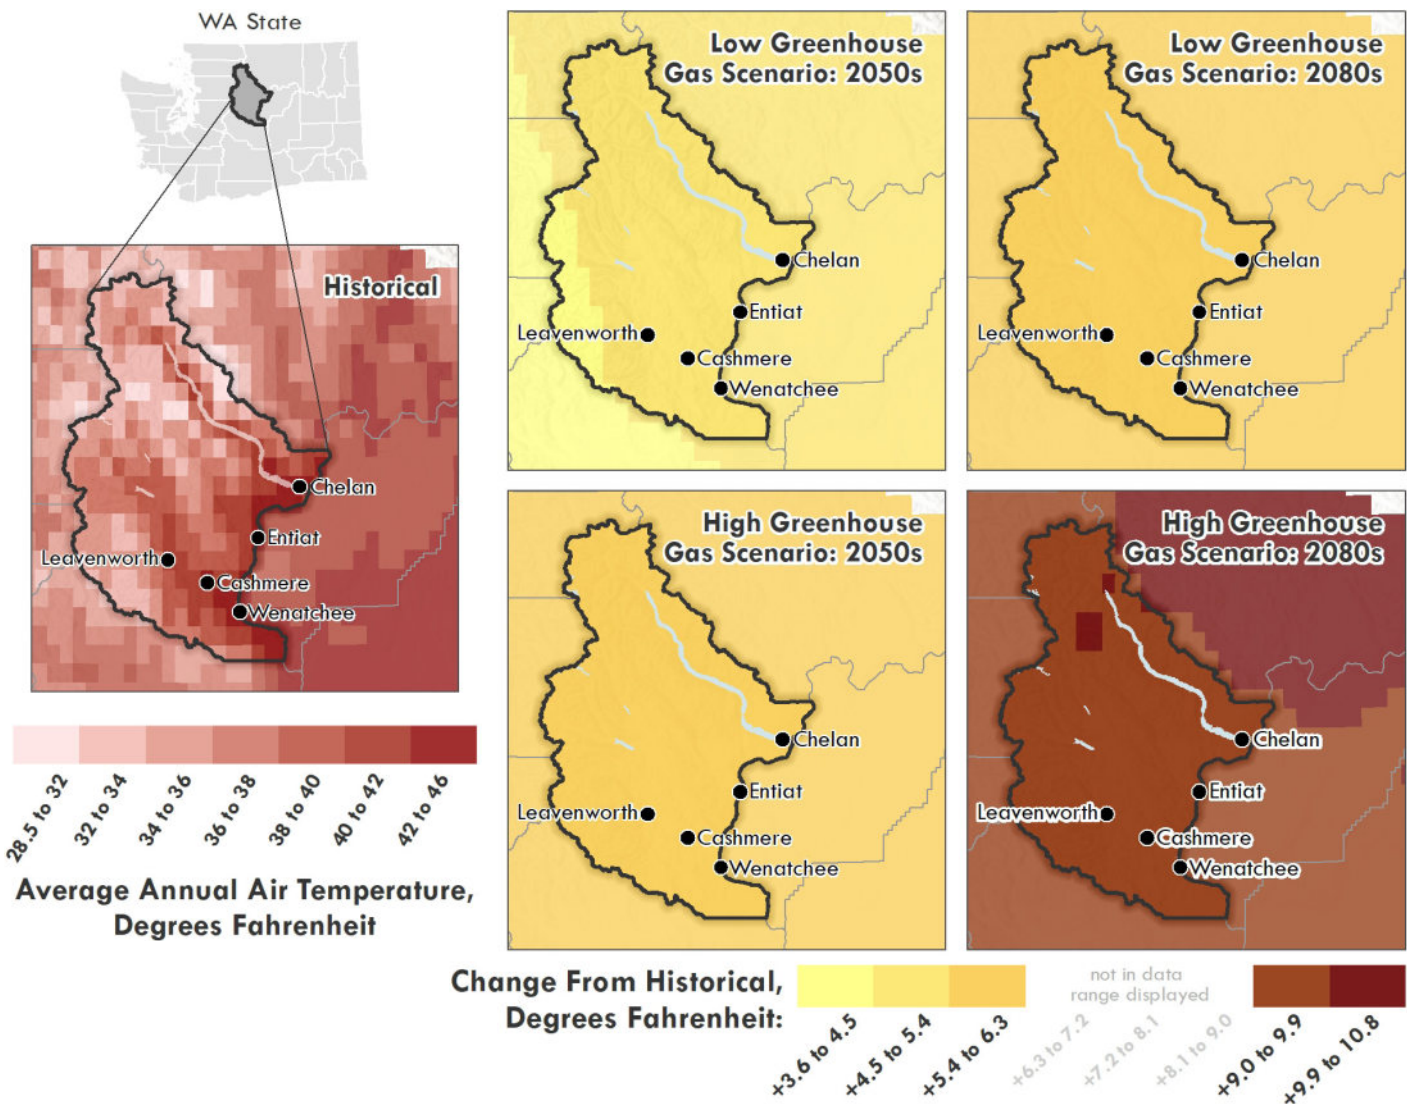 WA State
Historical
Chelan
Entiat
Leavenworth
Cashmere
Wenatchee
28.5 to 32
32 to 34
34 to 36
36 to 38
38 to 40
40 to 42
42 to 46
Average Annual Air Temperature,
Degrees Fahrenheit
Low Greenhouse
Gas Scenario: 2050s
Chelan
Entiat
Leavenworth
Cashmere
Wenatchee
Low Greenhouse
Gas Scenario: 2080s
Chelan
Entiat
Leavenworth
Cashmere
Wenatchee
High Greenhouse
Gas Scenario: 2050s
Chelan
Entiat
Leavenworth
Cashmere
Wenatchee
High Greenhouse
Gas Scenario: 2080s
Chelan
Entiat
Leavenworth
Cashmere
Wenatchee
Change From Historical,
Degrees Fahrenheit:
not in data
range displayed
+3.6 to 4.5
+4.5 to 5.4
+5.4 to 6.3
+6.3 to 7.2
+7.2 to 8.1
+8.1 to 9.0
+9.0 to 9.9
+9.9 to 10.8